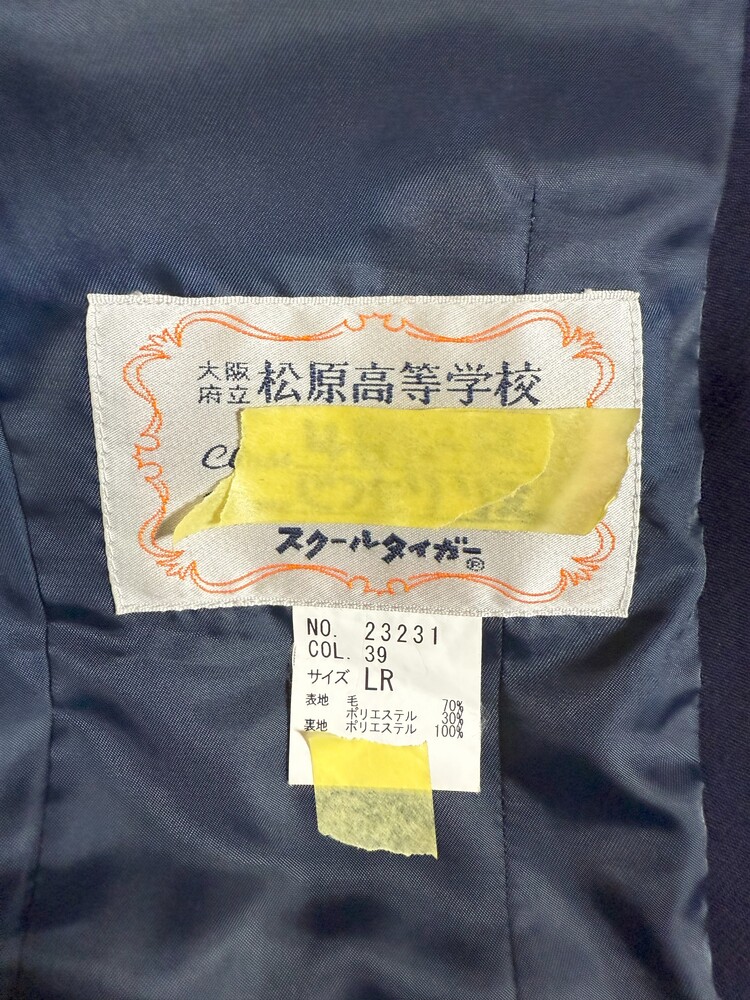 大阪府立 松原高等学校
スクールタイガー®
NO. 23231
COL. 39
サイズ LR
表地 毛 70%
ポリエステル 30%
裏地 ポリエステル 100%